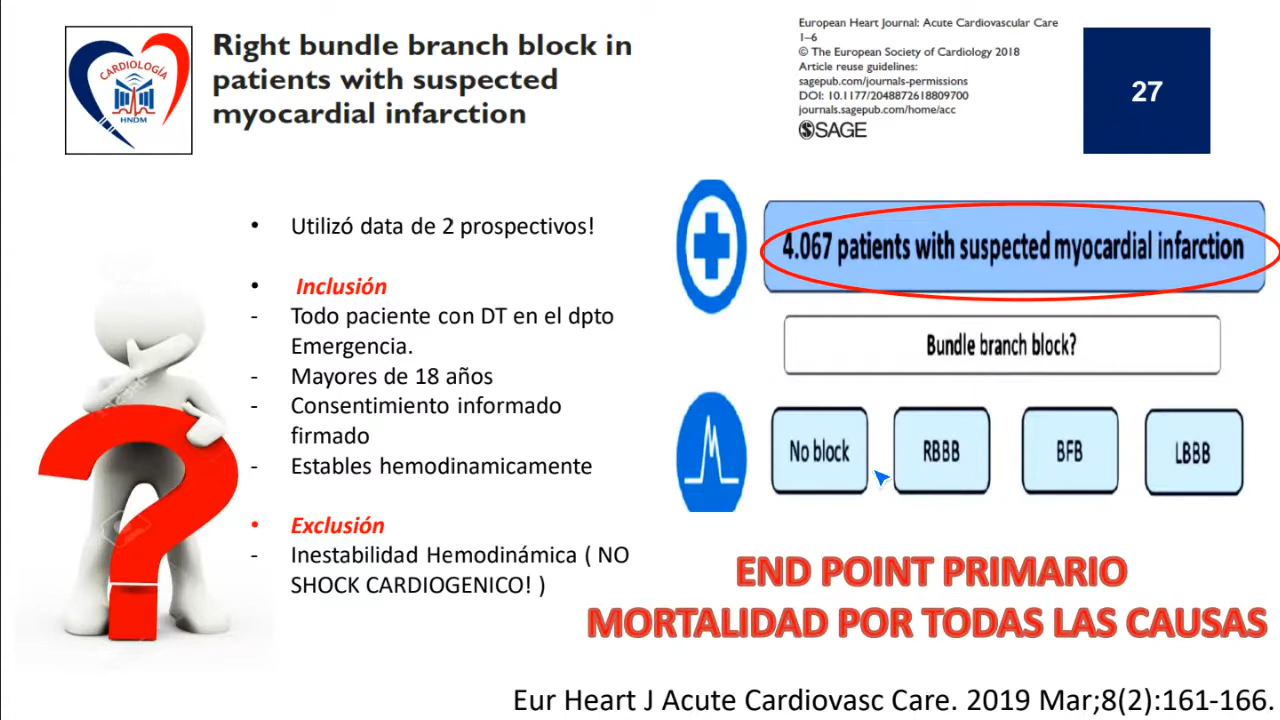 CARDIOLOGÍA
HNDM
Right bundle branch block in
patients with suspected
myocardial infarction
European Heart Journal: Acute Cardiovascular Care
1–6
© The European Society of Cardiology 2018
Article reuse guidelines:
sagepub.com/journals-permissions
DOI: 10.1177/2048872618809700
journals.sagepub.com/home/acc
SAGE
27
• Utilizó data de 2 prospectivos!
• Inclusión
- Todo paciente con DT en el dpto
Emergencia.
- Mayores de 18 años
- Consentimiento informado
firmado
- Estables hemodinamicamente
• Exclusión
- Inestabilidad Hemodinámica ( NO
SHOCK CARDIOGENICO! )
4.067 patients with suspected myocardial infarction
Bundle branch block?
No block
RBBB
BFB
LBBB
END POINT PRIMARIO
MORTALIDAD POR TODAS LAS CAUSAS
Eur Heart J Acute Cardiovasc Care. 2019 Mar;8(2):161-166.